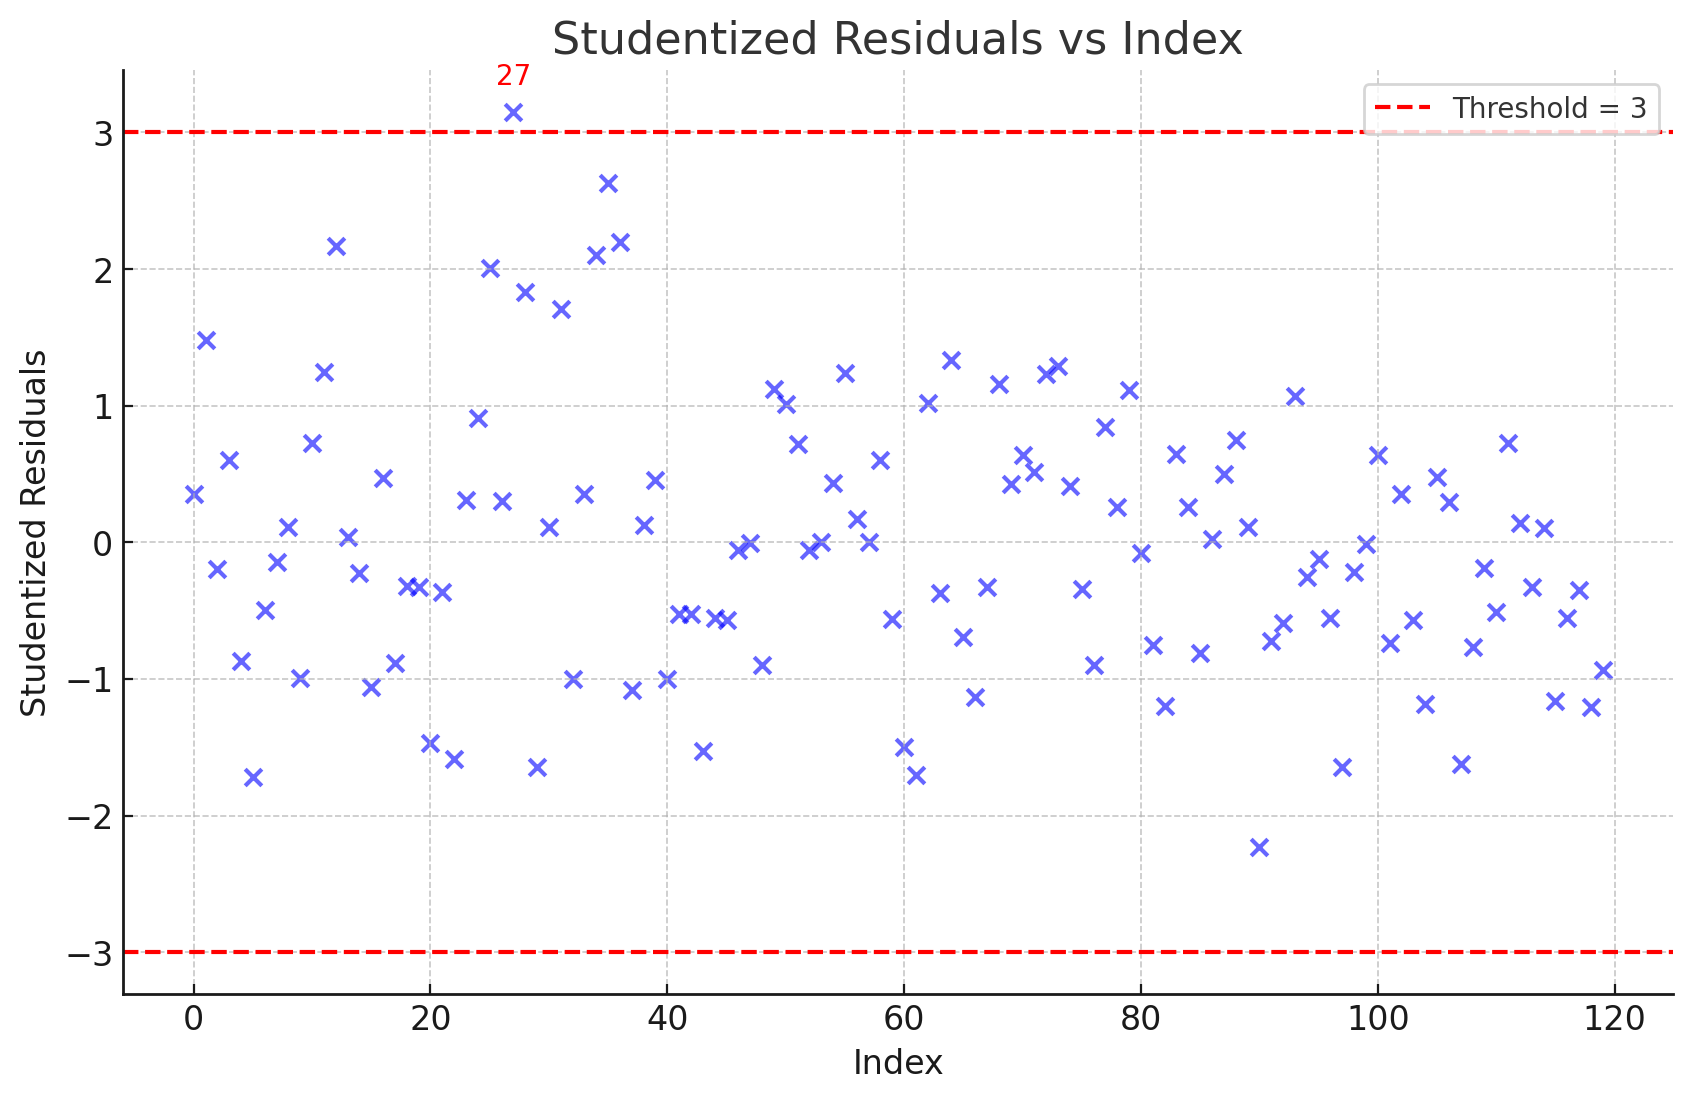 Studentized Residuals vs Index
27
Threshold = 3
3
2
1
0
−1
−2
−3
Studentized Residuals
0 20 40 60 80 100 120
Index